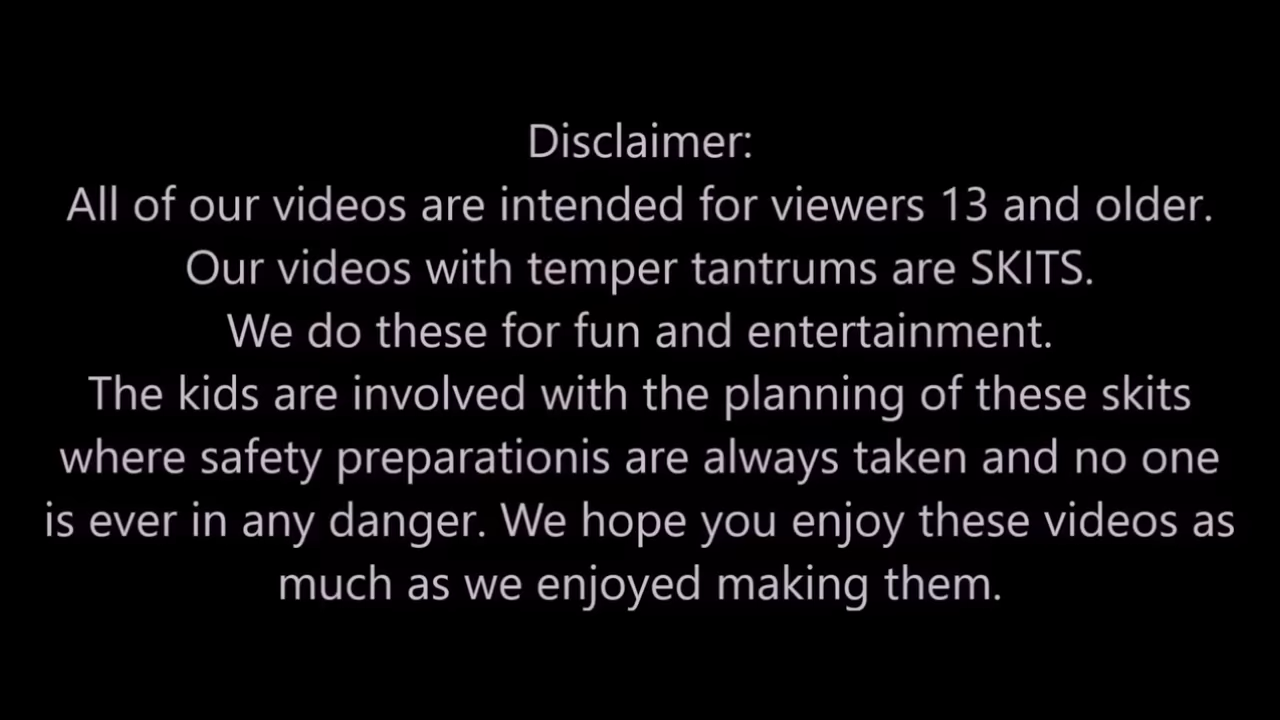 Disclaimer:
All of our videos are intended for viewers 13 and older.
Our videos with temper tantrums are SKITS.
We do these for fun and entertainment.
The kids are involved with the planning of these skits
where safety preparationis are always taken and no one
is ever in any danger. We hope you enjoy these videos as
much as we enjoyed making them.